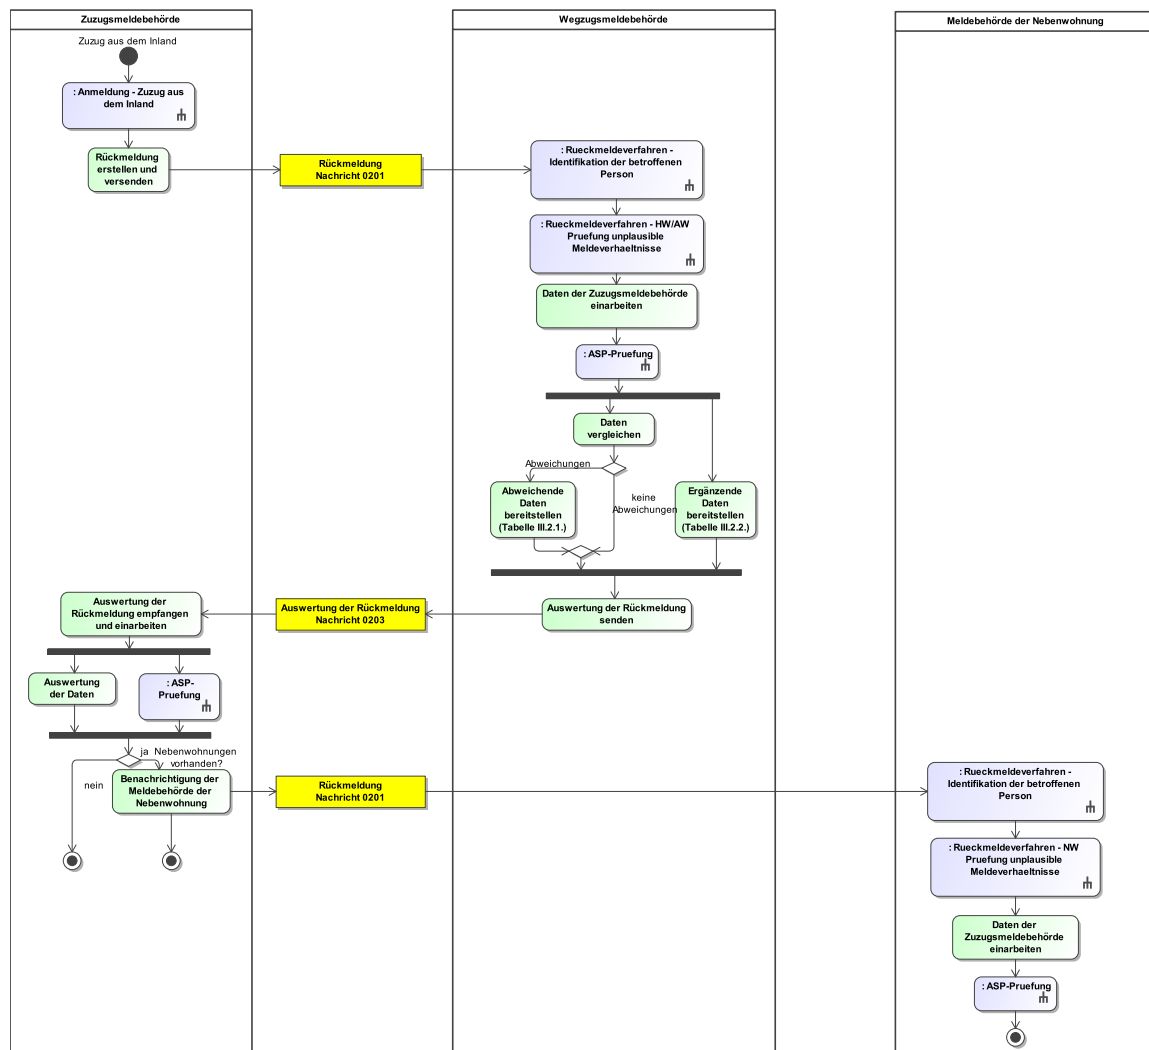 Zuzugsmeldebehörde
Wegzugsmeldebehörde
Meldebehörde der Nebenwohnung
Zuzug aus dem Inland
: Anmeldung - Zuzug aus
dem Inland
Rückmeldung
erstellen und
versenden
Rückmeldung
Nachricht 0201
: Rueckmeldeverfahren -
Identifikation der betroffenen
Person
: Rueckmeldeverfahren - HW/AW
Pruefung unplausible
Meldeverhaeltnisse
Daten der Zuzugsmeldebehörde
einarbeiten
: ASP-Pruefung
Daten
vergleichen
Abweichungen
keine
Abweichungen
Abweichende
Daten
bereitstellen
(Tabelle III.2.1.)
Ergänzende
Daten
bereitstellen
(Tabelle III.2.2.)
Auswertung der Rückmeldung
senden
Auswertung der Rückmeldung
Nachricht 0203
Auswertung der
Rückmeldung empfangen
und einarbeiten
Auswertung
der Daten
: ASP-
Pruefung
ja
Nebenwohnungen
vorhanden?
nein
Benachrichtigung der
Meldebehörde der
Nebenwohnung
Rückmeldung
Nachricht 0201
: Rueckmeldeverfahren -
Identifikation der betroffenen
Person
: Rueckmeldeverfahren - NW
Pruefung unplausible
Meldeverhaeltnisse
Daten der
Zuzugsmeldebehörde
einarbeiten
: ASP-Pruefung